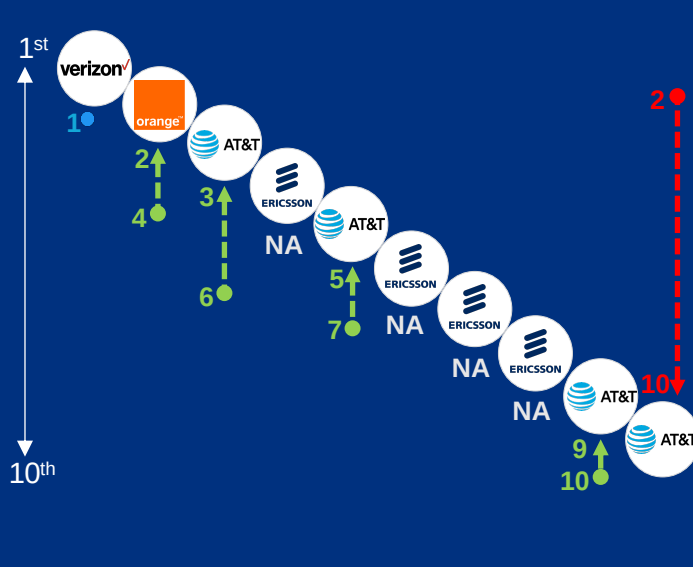 1st
verizon✓
1
orange™
2
4
AT&T
3
6
ERICSSON
NA
AT&T
5
7
ERICSSON
NA
ERICSSON
NA
ERICSSON
NA
AT&T
9
10
2
10
AT&T
10th